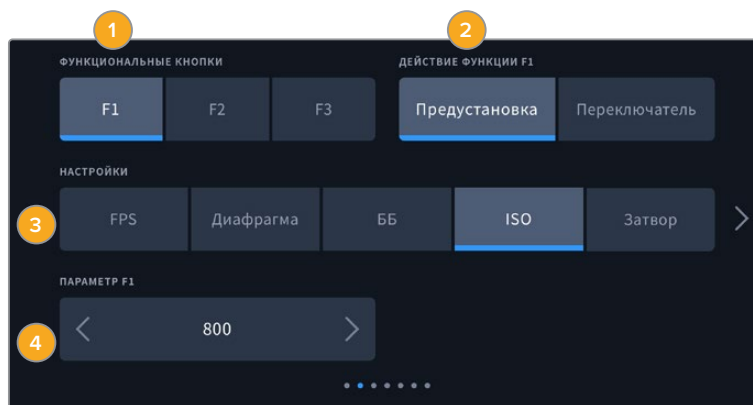 1 2
ФУНКЦИОНАЛЬНЫЕ КНОПКИ ДЕЙСТВИЕ ФУНКЦИИ F1
F1 F2 F3 Предустановка Переключатель
НАСТРОЙКИ
3 FPS Диафрагма ББ ISO Затвор
ПАРАМЕТР F1
4 800